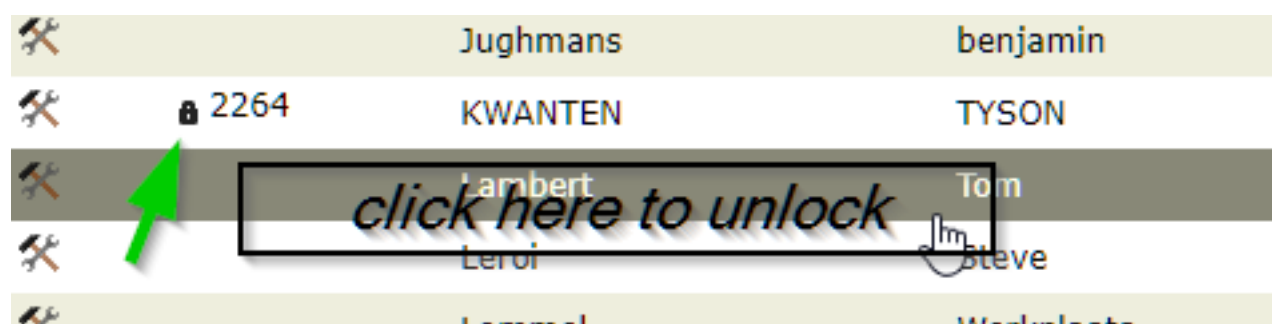 Jughmans benjamin
2264 KWANTEN TYSON
Lambert Tom
click here to unlock
Leroi Steve